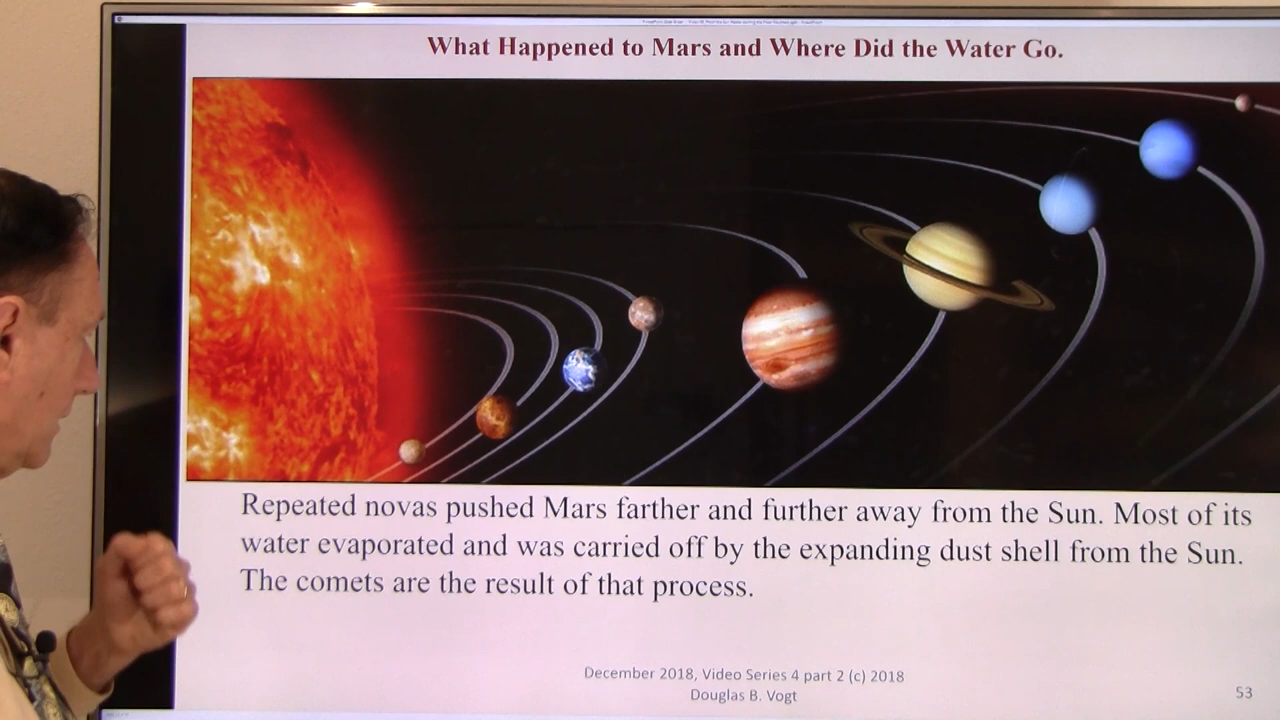 What Happened to Mars and Where Did the Water Go.
Repeated novas pushed Mars farther and further away from the Sun. Most of its
water evaporated and was carried off by the expanding dust shell from the Sun.
The comets are the result of that process.
December 2018, Video Series 4 part 2 (c) 2018
Douglas B. Vogt
53